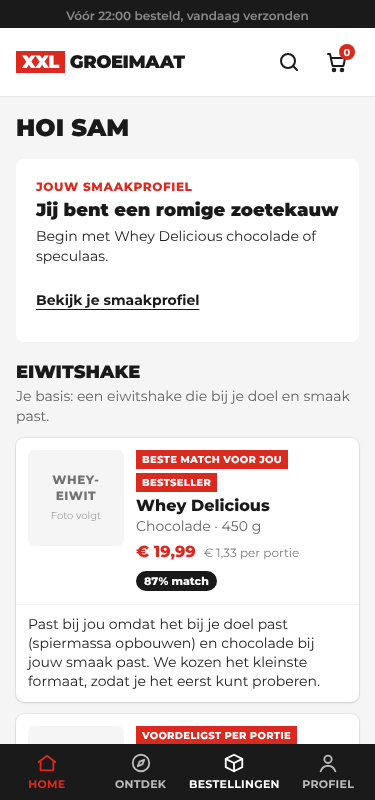 Vóór 22:00 besteld, vandaag verzonden
XXL GROEIMAAT
0
HOI SAM
JOUW SMAAKPROFIEL
Jij bent een romige zoetekauw
Begin met Whey Delicious chocolade of
speculaas.
Bekijk je smaakprofiel
EIWITSHAKE
Je basis: een eiwitshake die bij je doel en smaak
past.
WHEY-
EIWIT
Foto volgt
BESTE MATCH VOOR JOU
BESTSELLER
Whey Delicious
Chocolade · 450 g
€ 19,99 € 1,33 per portie
87% match
Past bij jou omdat het bij je doel past
(spiermassa opbouwen) en chocolade bij
jouw smaak past. We kozen het kleinste
formaat, zodat je het eerst kunt proberen.
VOORDELIGST PER PORTIE
HOME ONTDEK BESTELLINGEN PROFIEL